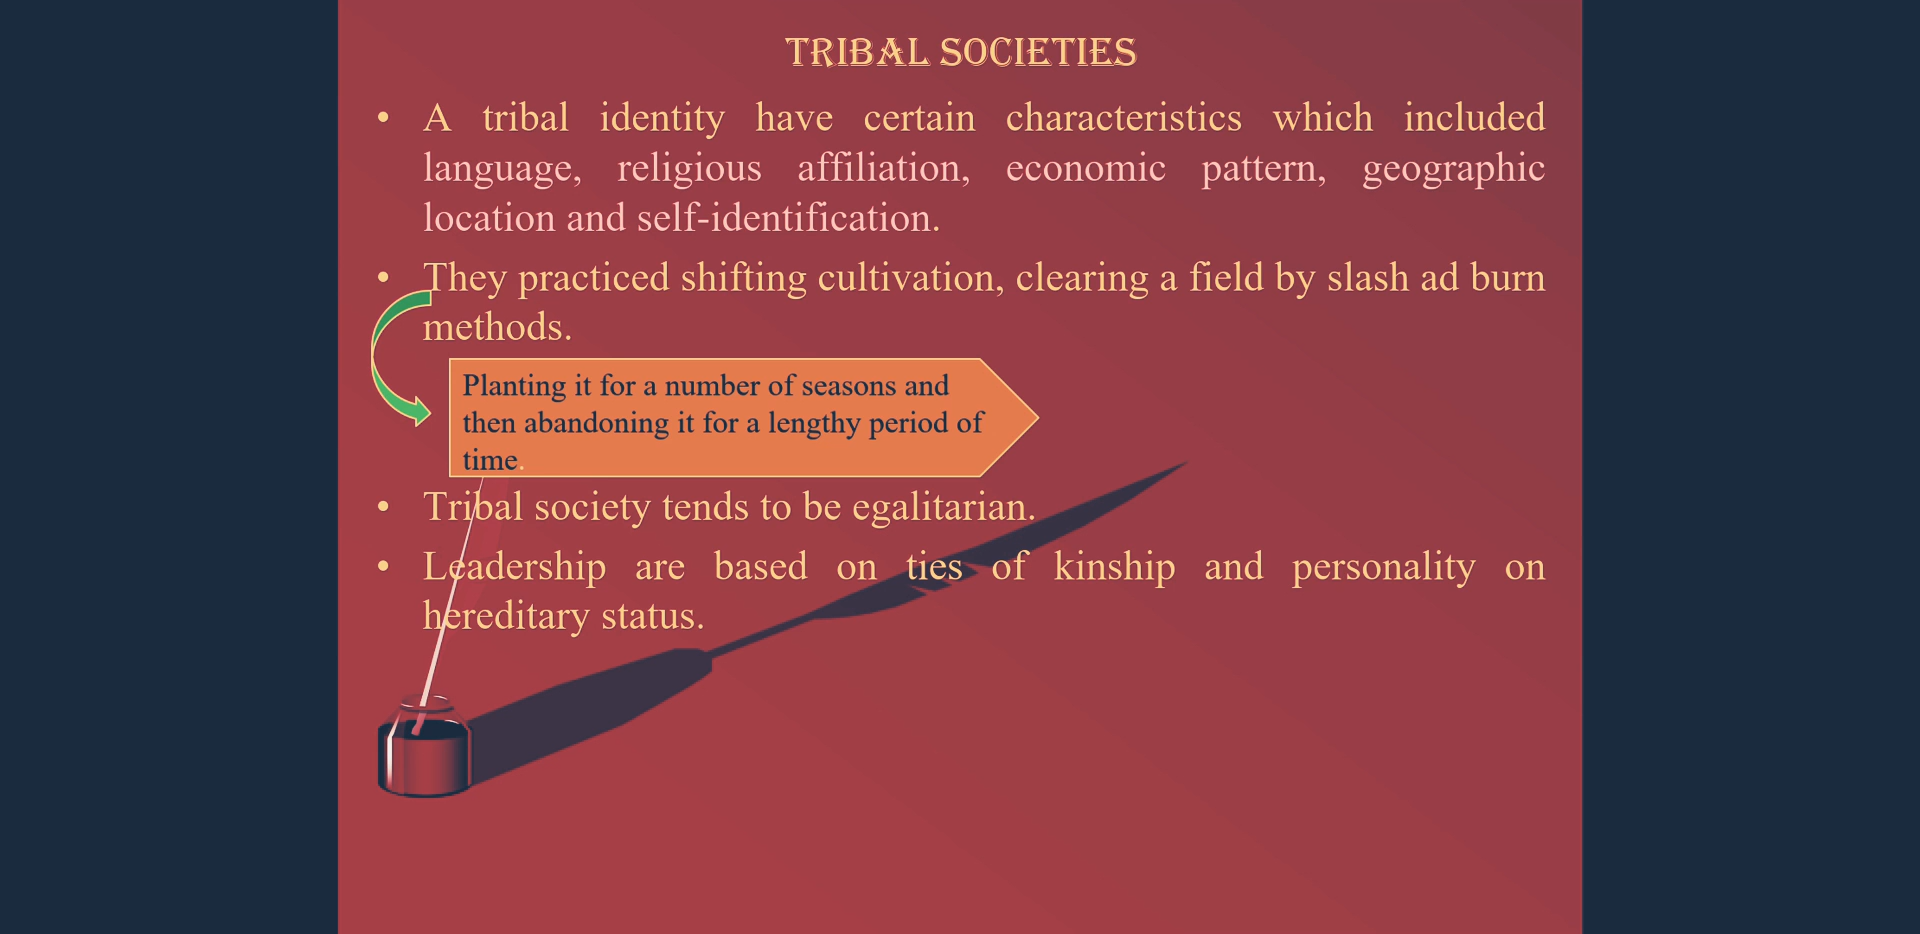 TRIBAL SOCIETIES
• A tribal identity have certain characteristics which included
language, religious affiliation, economic pattern, geographic
location and self-identification.
• They practiced shifting cultivation, clearing a field by slash ad burn
methods.
Planting it for a number of seasons and
then abandoning it for a lengthy period of
time.
• Tribal society tends to be egalitarian.
• Leadership are based on ties of kinship and personality on
hereditary status.